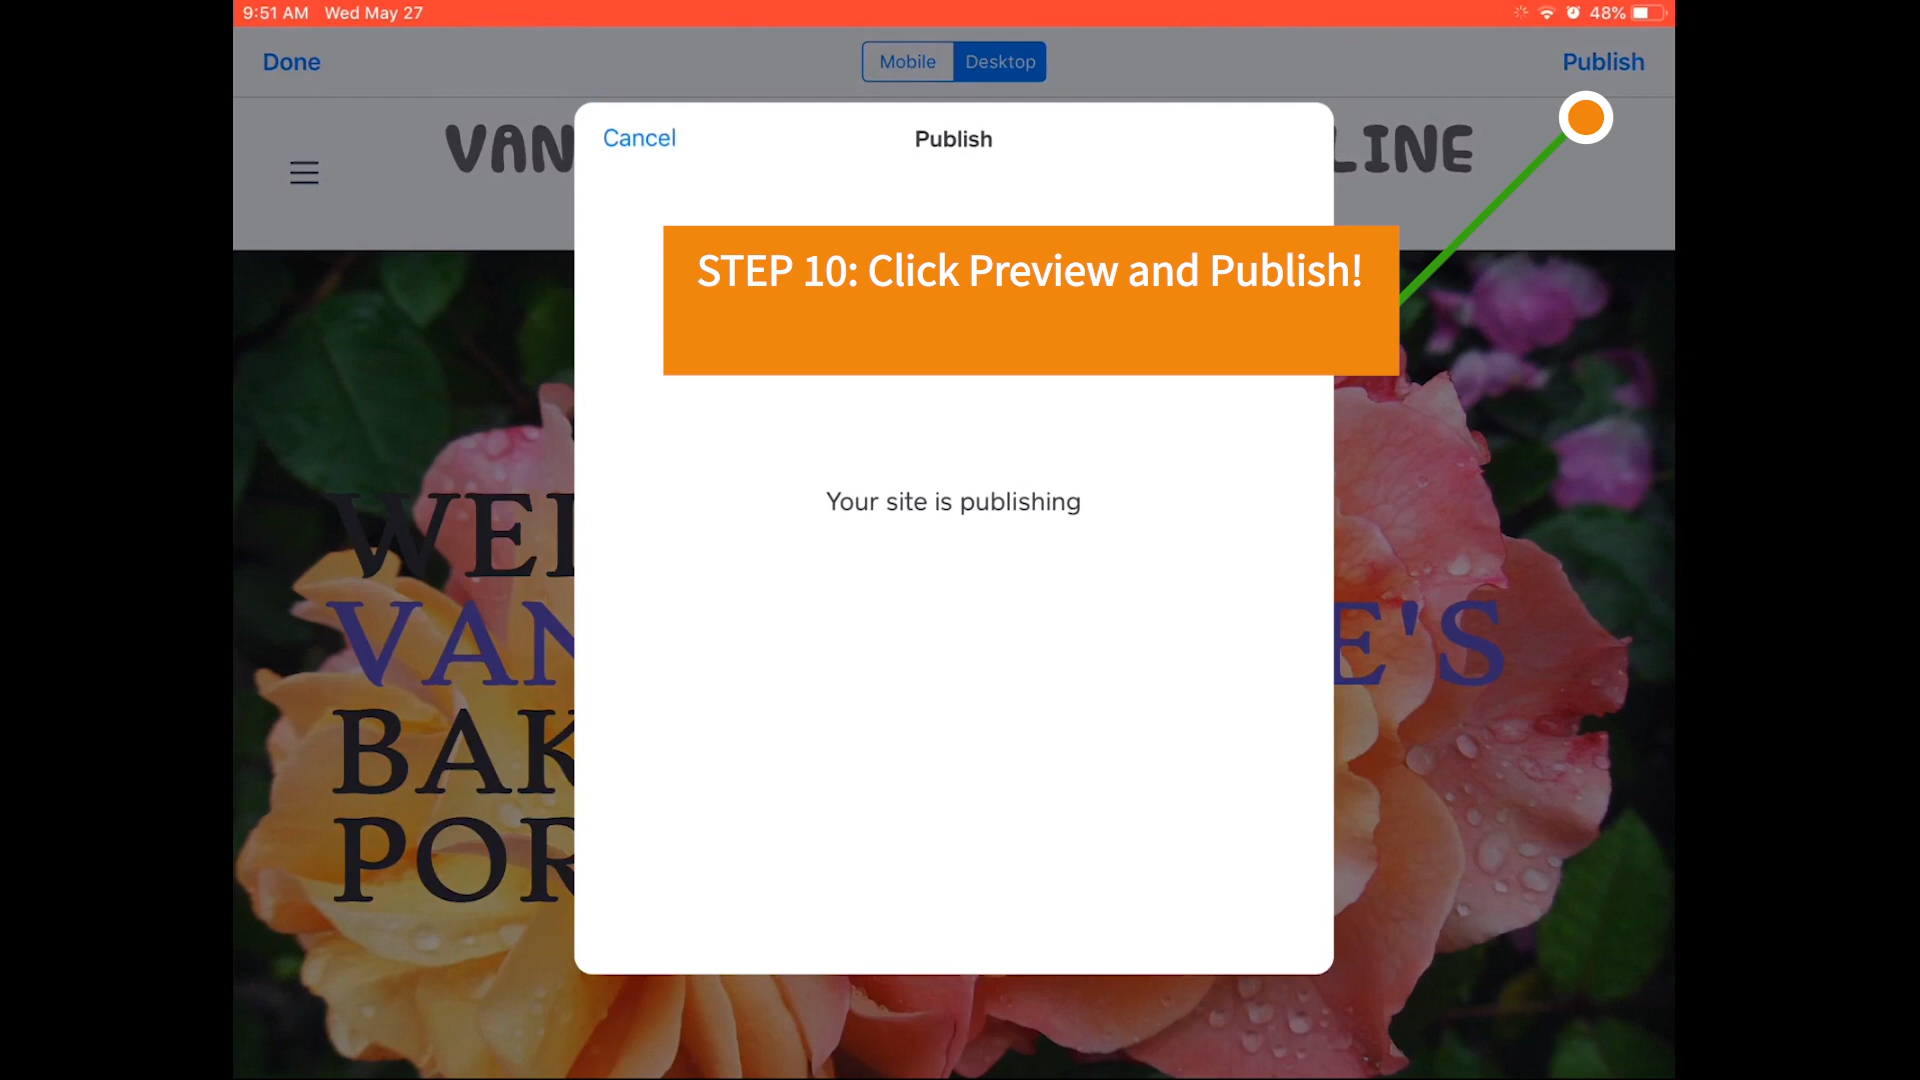 9:51 AM Wed May 27 48%
Done Mobile Desktop Publish
VAN LINE
Cancel Publish
STEP 10: Click Preview and Publish!
Your site is publishing
WEL
VAN E'S
BAK
POR